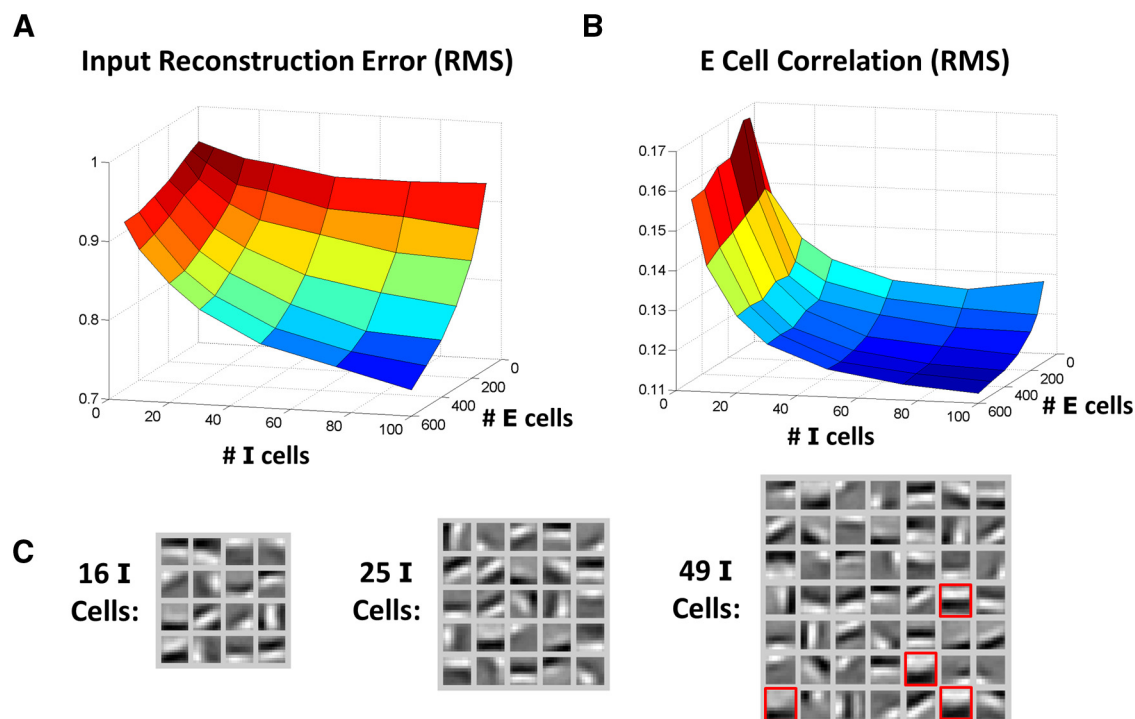 A
Input Reconstruction Error (RMS)
1
0.9
0.8
0.7
0
20
40
60
80
100
# I cells
0
200
400
600
# E cells
B
E Cell Correlation (RMS)
0.17
0.16
0.15
0.14
0.13
0.12
0.11
0
20
40
60
80
100
# I cells
0
200
400
600
# E cells
C
16 I
Cells:
25 I
Cells:
49 I
Cells: